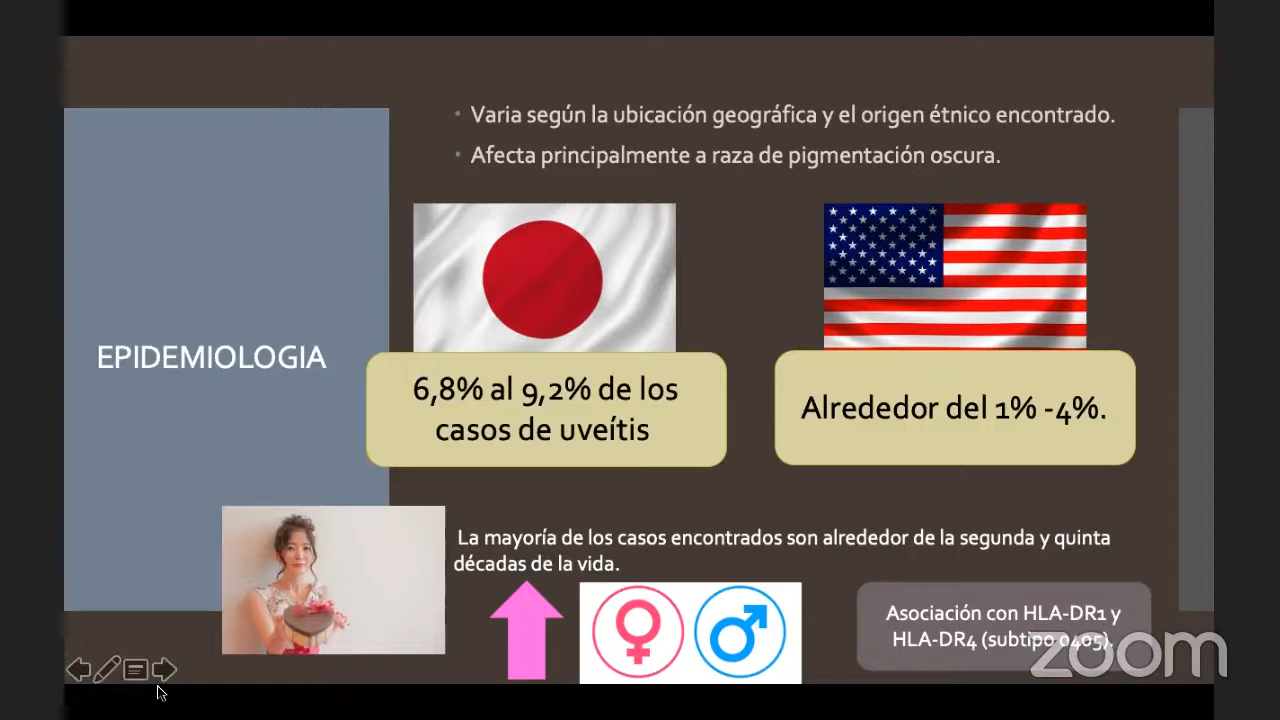 Varia según la ubicación geográfica y el origen étnico encontrado.
Afecta principalmente a raza de pigmentación oscura.
EPIDEMIOLOGIA
6,8% al 9,2% de los
casos de uveítis
Alrededor del 1% -4%.
La mayoría de los casos encontrados son alrededor de la segunda y quinta
décadas de la vida.
Asociación con HLA-DR1 y
HLA-DR4 (subtipo 0405).
zoom